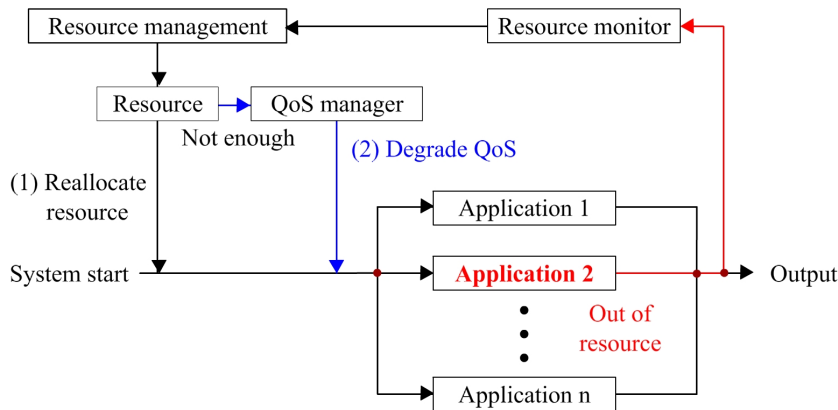 Resource management
Resource monitor
Resource
QoS manager
Not enough
(2) Degrade QoS
(1) Reallocate
resource
Application 1
System start
Application 2
Output
Out of
resource
Application n